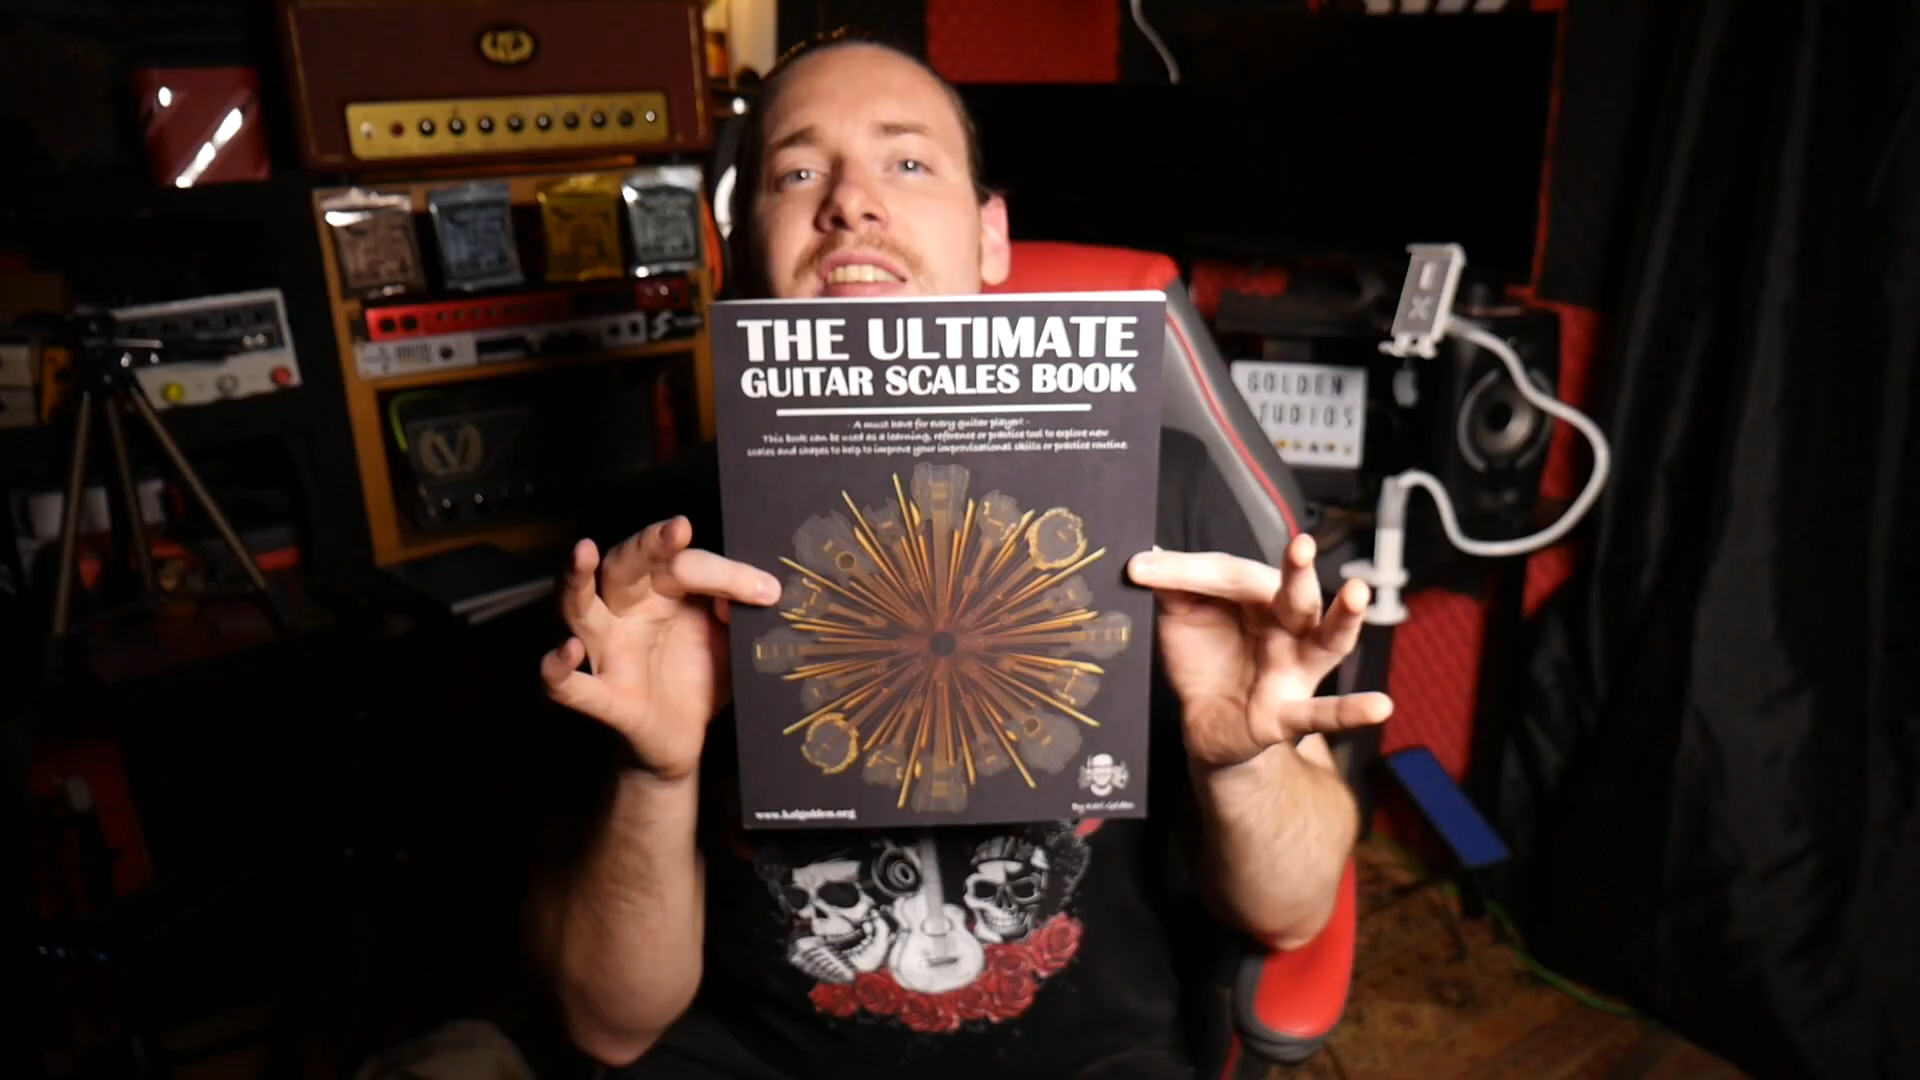 THE ULTIMATE
GUITAR SCALES BOOK
- A must have for every guitar player! -
This book can be used as a learning, reference or practice tool to explore new
scales and shapes to help to improve your improvisational skills or practice routine.
www.kalgolden.org
GOLDEN
STUDIOS
V